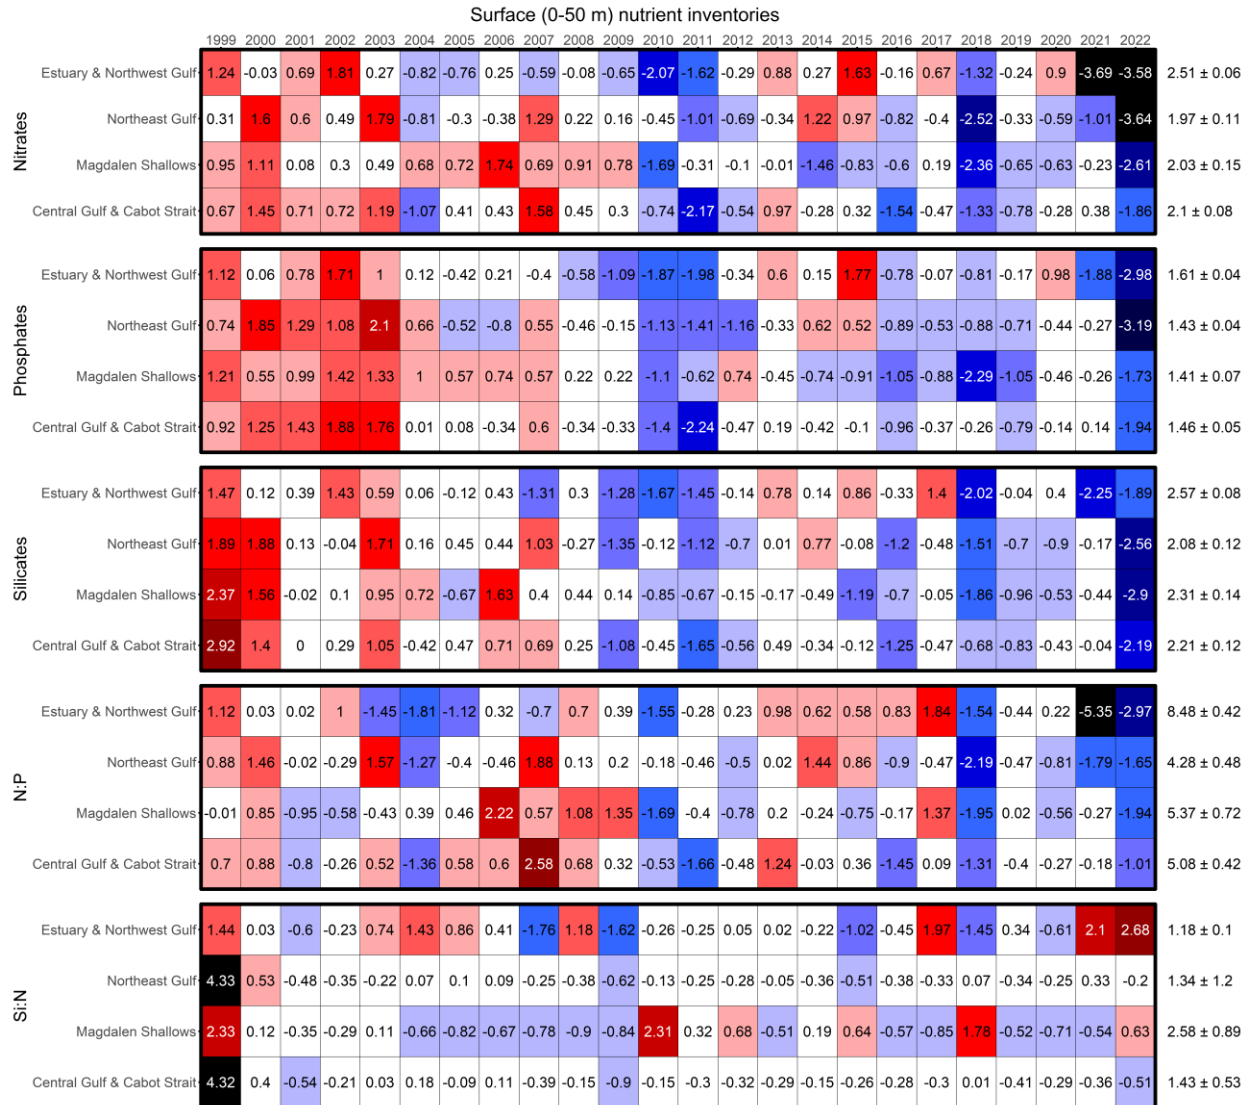 Surface (0-50 m) nutrient inventories
1999 2000 2001 2002 2003 2004 2005 2006 2007 2008 2009 2010 2011 2012 2013 2014 2015 2016 2017 2018 2019 2020 2021 2022
Nitrates
Estuary & Northwest Gulf 1.24 -0.03 0.69 1.81 0.27 -0.82 -0.76 0.25 -0.59 -0.08 -0.65 -2.07 -1.62 -0.29 0.88 0.27 1.63 -0.16 0.67 -1.32 -0.24 0.9 -3.69 -3.58 2.51 ± 0.06
Northeast Gulf 0.31 1.6 0.6 0.49 1.79 -0.81 -0.3 -0.38 1.29 0.22 0.16 -0.45 -1.01 -0.69 -0.34 1.22 0.97 -0.82 -0.4 -2.52 -0.33 -0.59 -1.01 -3.64 1.97 ± 0.11
Magdalen Shallows 0.95 1.11 0.08 0.3 0.49 0.68 0.72 1.74 0.69 0.91 0.78 -1.69 -0.31 -0.1 -0.01 -1.46 -0.83 -0.6 0.19 -2.36 -0.65 -0.63 -0.23 -2.61 2.03 ± 0.15
Central Gulf & Cabot Strait 0.67 1.45 0.71 0.72 1.19 -1.07 0.41 0.43 1.58 0.45 0.3 -0.74 -2.17 -0.54 0.97 -0.28 0.32 -1.54 -0.47 -1.33 -0.78 -0.28 0.38 -1.86 2.1 ± 0.08
Phosphates
Estuary & Northwest Gulf 1.12 0.06 0.78 1.71 1 0.12 -0.42 0.21 -0.4 -0.58 -1.09 -1.87 -1.98 -0.34 0.6 0.15 1.77 -0.78 -0.07 -0.81 -0.17 0.98 -1.88 -2.98 1.61 ± 0.04
Northeast Gulf 0.74 1.85 1.29 1.08 2.1 0.66 -0.52 -0.8 0.55 -0.46 -0.15 -1.13 -1.41 -1.16 -0.33 0.62 0.52 -0.89 -0.53 -0.88 -0.71 -0.44 -0.27 -3.19 1.43 ± 0.04
Magdalen Shallows 1.21 0.55 0.99 1.42 1.33 1 0.57 0.74 0.57 0.22 0.22 -1.1 -0.62 0.74 -0.45 -0.74 -0.91 -1.05 -0.88 -2.29 -1.05 -0.46 -0.26 -1.73 1.41 ± 0.07
Central Gulf & Cabot Strait 0.92 1.25 1.43 1.88 1.76 0.01 0.08 -0.34 0.6 -0.34 -0.33 -1.4 -2.24 -0.47 0.19 -0.42 -0.1 -0.96 -0.37 -0.26 -0.79 -0.14 0.14 -1.94 1.46 ± 0.05
Silicates
Estuary & Northwest Gulf 1.47 0.12 0.39 1.43 0.59 0.06 -0.12 0.43 -1.31 0.3 -1.28 -1.67 -1.45 -0.14 0.78 0.14 0.86 -0.33 1.4 -2.02 -0.04 0.4 -2.25 -1.89 2.57 ± 0.08
Northeast Gulf 1.89 1.88 0.13 -0.04 1.71 0.16 0.45 0.44 1.03 -0.27 -1.35 -0.12 -1.12 -0.7 0.01 0.77 -0.08 -1.2 -0.48 -1.51 -0.7 -0.9 -0.17 -2.56 2.08 ± 0.12
Magdalen Shallows 2.37 1.56 -0.02 0.1 0.95 0.72 -0.67 1.63 0.4 0.44 0.14 -0.85 -0.67 -0.15 -0.17 -0.49 -1.19 -0.7 -0.05 -1.86 -0.96 -0.53 -0.44 -2.9 2.31 ± 0.14
Central Gulf & Cabot Strait 2.92 1.4 0 0.29 1.05 -0.42 0.47 0.71 0.69 0.25 -1.08 -0.45 -1.65 -0.56 0.49 -0.34 -0.12 -1.25 -0.47 -0.68 -0.83 -0.43 -0.04 -2.19 2.21 ± 0.12
N:P
Estuary & Northwest Gulf 1.12 0.03 0.02 1 -1.45 -1.81 -1.12 0.32 -0.7 0.7 0.39 -1.55 -0.28 0.23 0.98 0.62 0.58 0.83 1.84 -1.54 -0.44 0.22 -5.35 -2.97 8.48 ± 0.42
Northeast Gulf 0.88 1.46 -0.02 -0.29 1.57 -1.27 -0.4 -0.46 1.88 0.13 0.2 -0.18 -0.46 -0.5 0.02 1.44 0.86 -0.9 -0.47 -2.19 -0.47 -0.81 -1.79 -1.65 4.28 ± 0.48
Magdalen Shallows -0.01 0.85 -0.95 -0.58 -0.43 0.39 0.46 2.22 0.57 1.08 1.35 -1.69 -0.4 -0.78 0.2 -0.24 -0.75 -0.17 1.37 -1.95 0.02 -0.56 -0.27 -1.94 5.37 ± 0.72
Central Gulf & Cabot Strait 0.7 0.88 -0.8 -0.26 0.52 -1.36 0.58 0.6 2.58 0.68 0.32 -0.53 -1.66 -0.48 1.24 -0.03 0.36 -1.45 0.09 -1.31 -0.4 -0.27 -0.18 -1.01 5.08 ± 0.42
Si:N
Estuary & Northwest Gulf 1.44 0.03 -0.6 -0.23 0.74 1.43 0.86 0.41 -1.76 1.18 -1.62 -0.26 -0.25 0.05 0.02 -0.22 -1.02 -0.45 1.97 -1.45 0.34 -0.61 2.1 2.68 1.18 ± 0.1
Northeast Gulf 4.33 0.53 -0.48 -0.35 -0.22 0.07 0.1 0.09 -0.25 -0.38 -0.62 -0.13 -0.25 -0.28 -0.05 -0.36 -0.51 -0.38 -0.33 0.07 -0.34 -0.25 0.33 -0.2 1.34 ± 1.2
Magdalen Shallows 2.33 0.12 -0.35 -0.29 0.11 -0.66 -0.82 -0.67 -0.78 -0.9 -0.84 2.31 0.32 0.68 -0.51 0.19 0.64 -0.57 -0.85 1.78 -0.52 -0.71 -0.54 0.63 2.58 ± 0.89
Central Gulf & Cabot Strait 4.32 0.4 -0.54 -0.21 0.03 0.18 -0.09 0.11 -0.39 -0.15 -0.9 -0.15 -0.3 -0.32 -0.29 -0.15 -0.26 -0.28 -0.3 0.01 -0.41 -0.29 -0.36 -0.51 1.43 ± 0.53